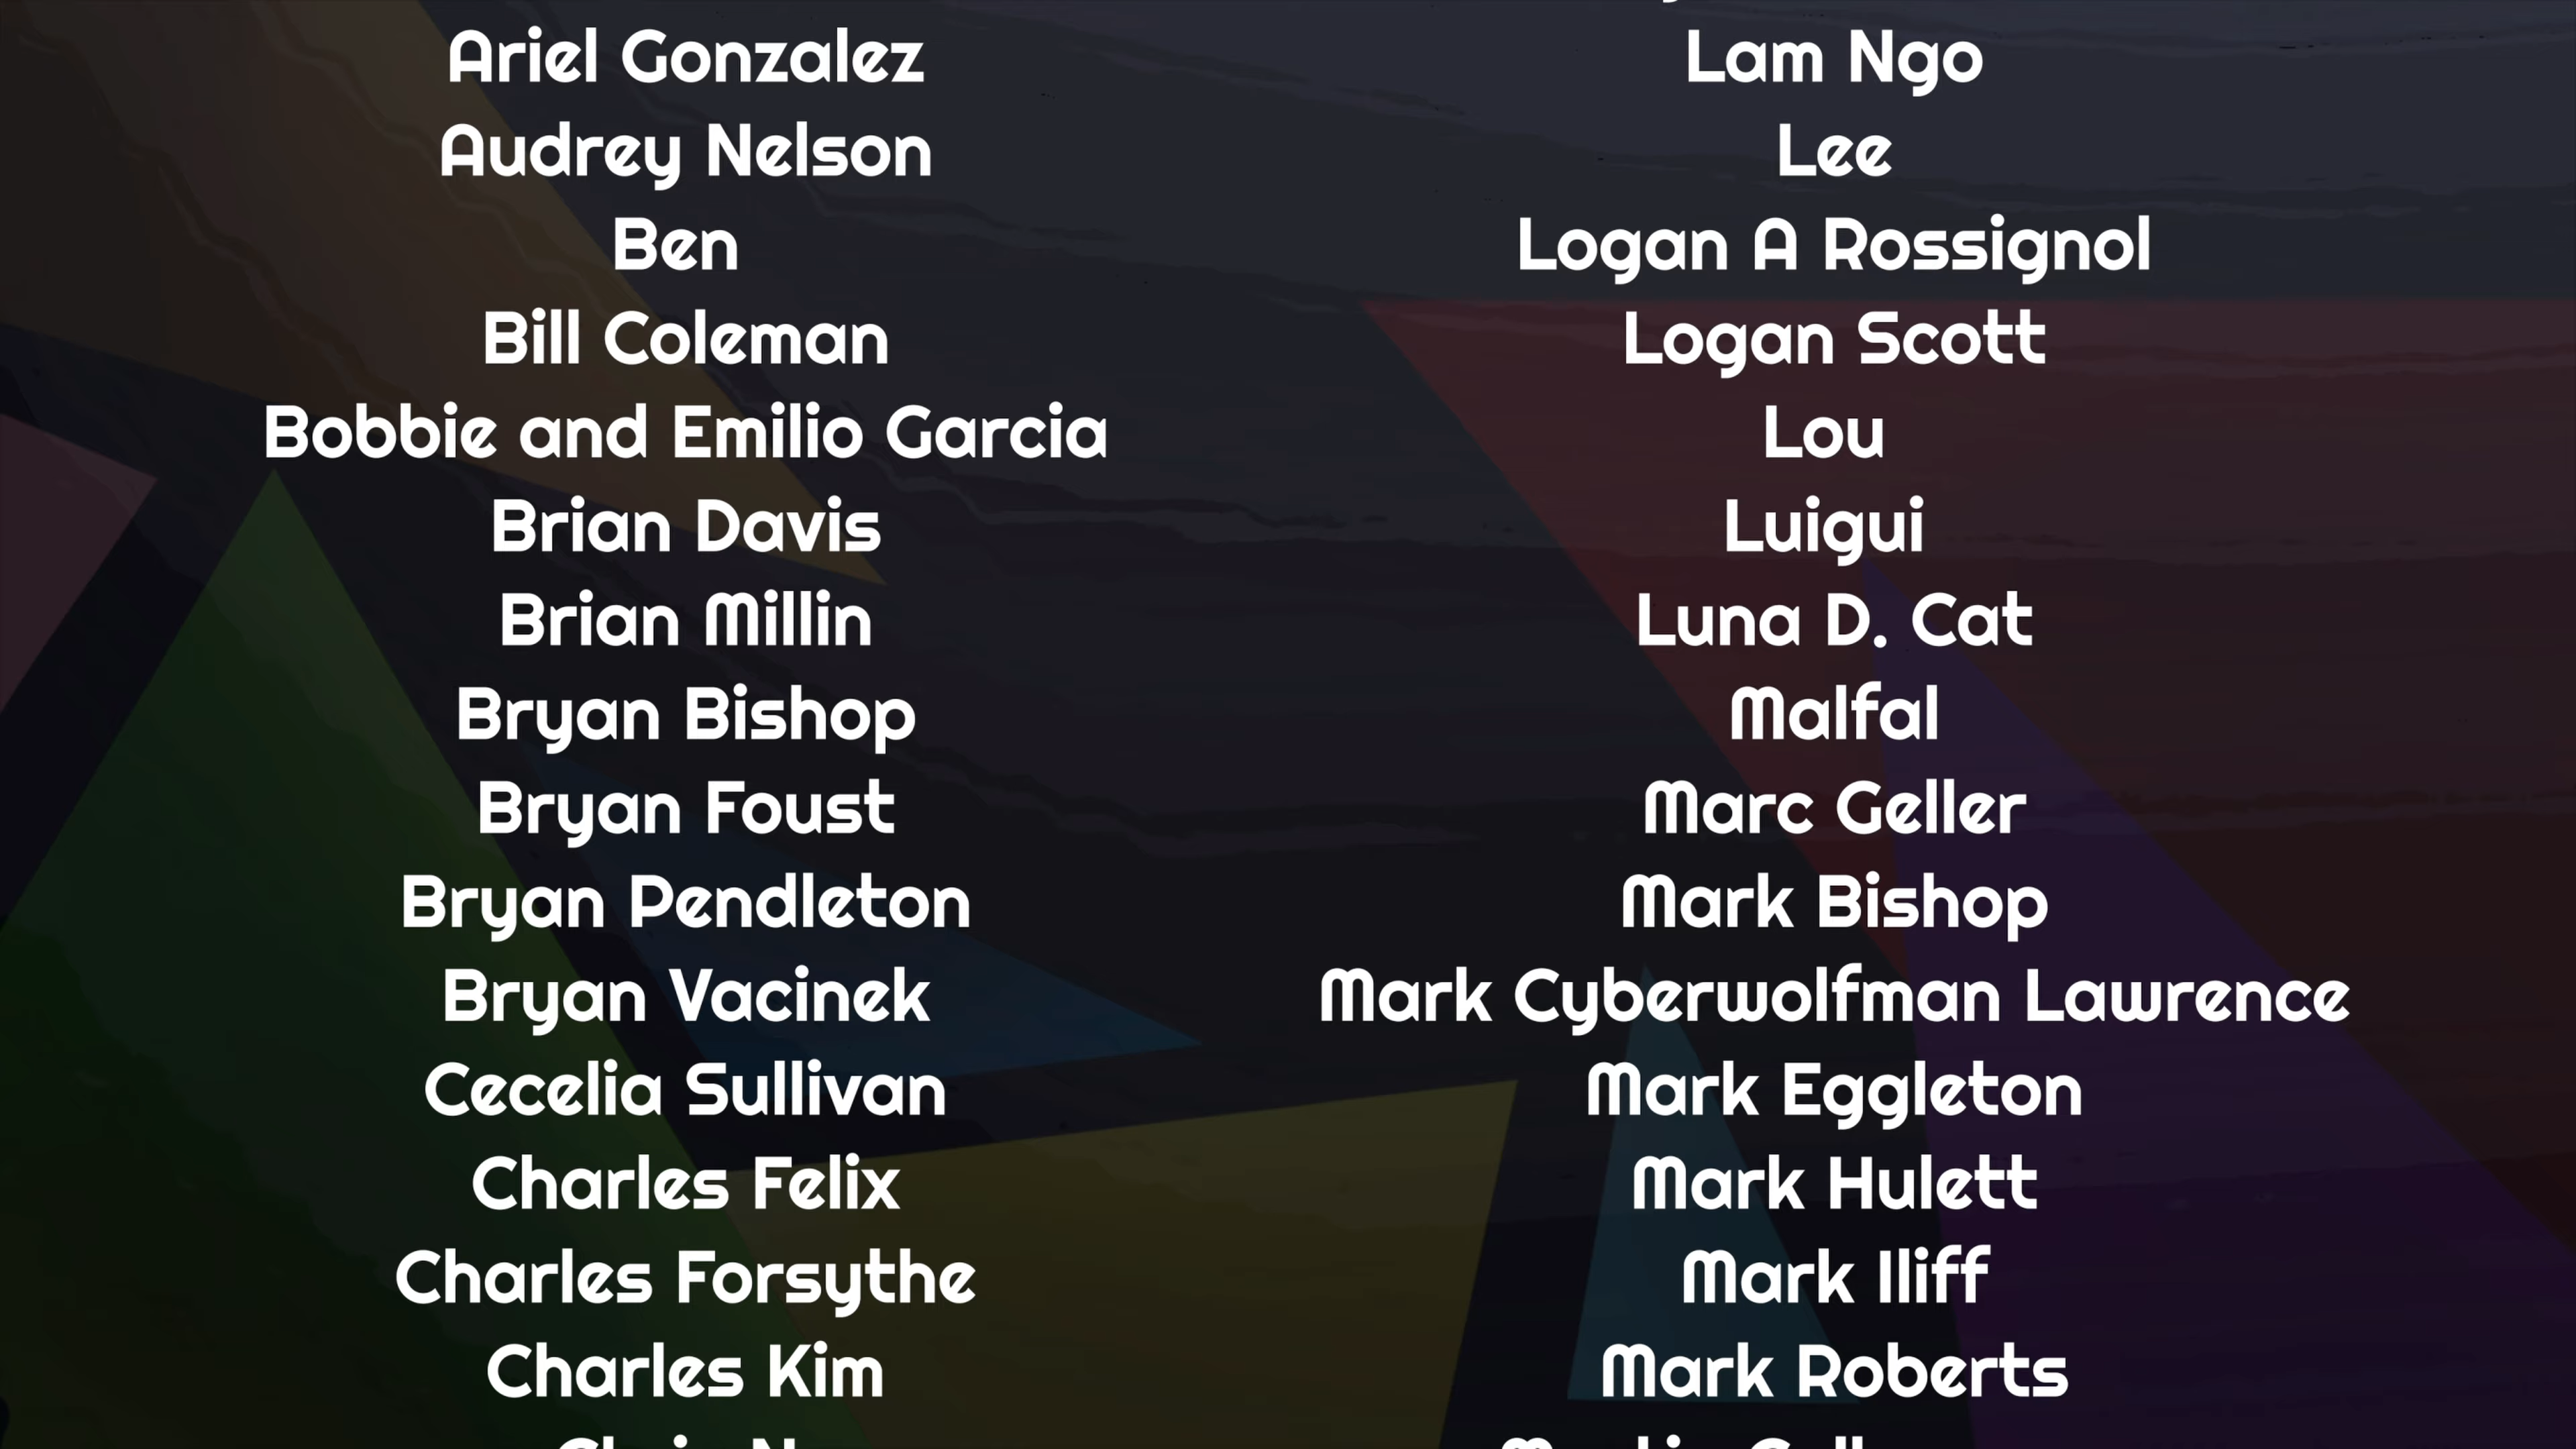 Ariel Gonzalez
Audrey Nelson
Ben
Bill Coleman
Bobbie and Emilio Garcia
Brian Davis
Brian Millin
Bryan Bishop
Bryan Foust
Bryan Pendleton
Bryan Vacinek
Cecelia Sullivan
Charles Felix
Charles Forsythe
Charles Kim
Lam Ngo
Lee
Logan A Rossignol
Logan Scott
Lou
Luigui
Luna D. Cat
Malfal
Marc Geller
Mark Bishop
Mark Cyberwolfman Lawrence
Mark Eggleton
Mark Hulett
Mark Iliff
Mark Roberts